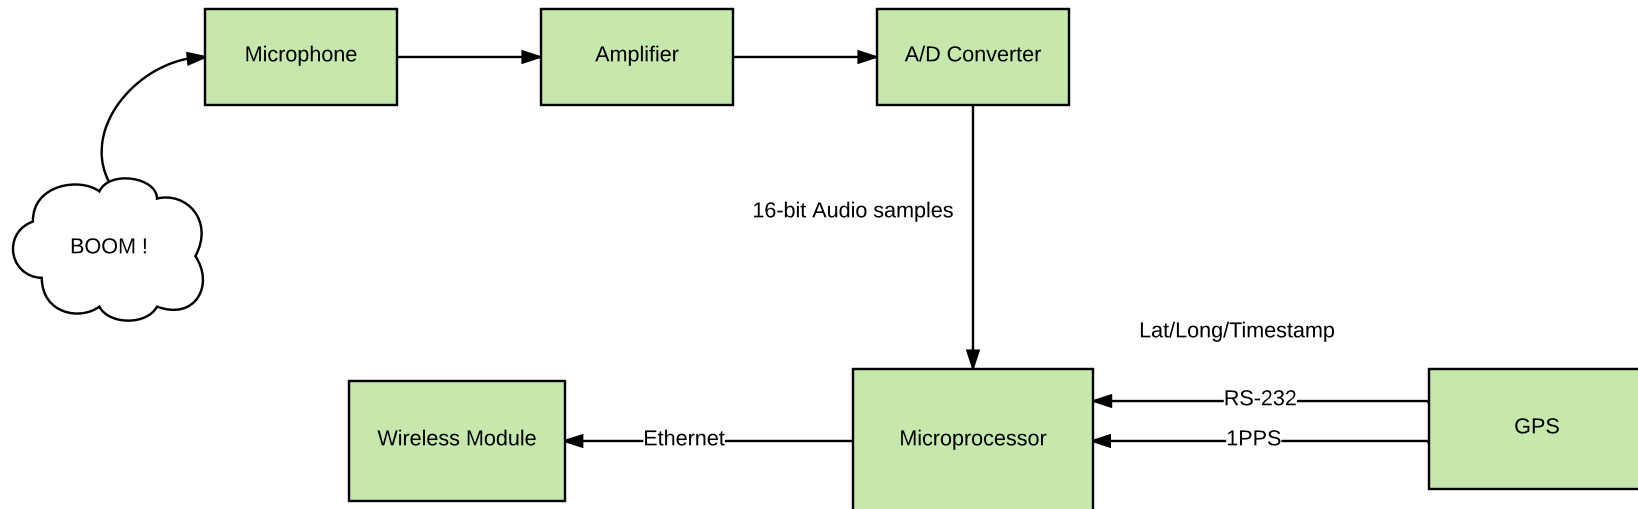 Microphone
Amplifier
A/D Converter
16-bit Audio samples
BOOM !
Lat/Long/Timestamp
RS-232
GPS
Wireless Module
Ethernet
Microprocessor
1PPS